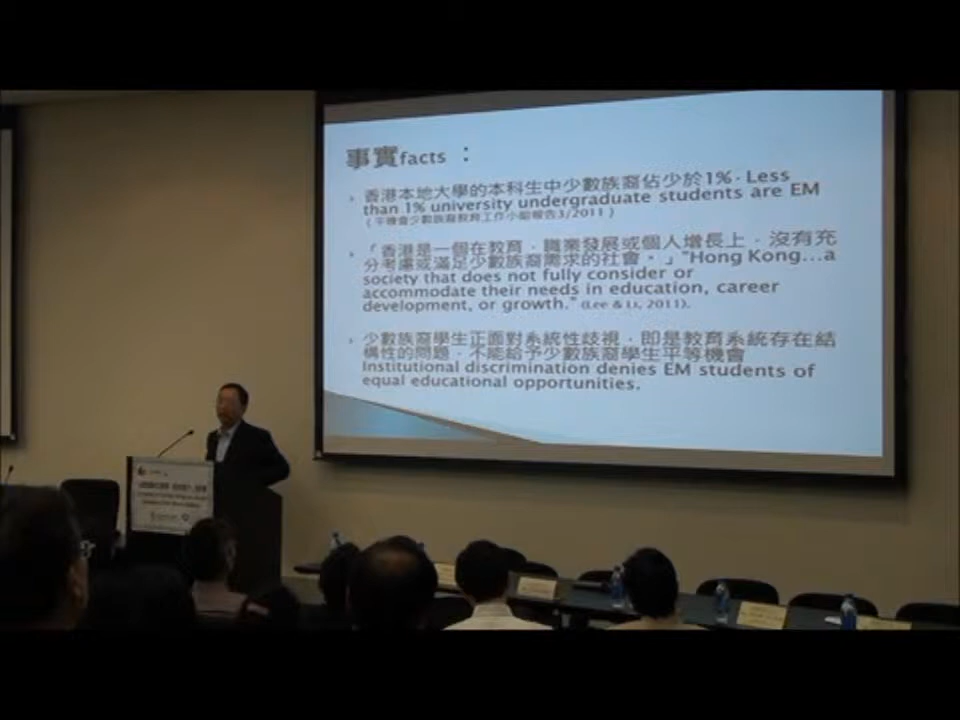 事實facts：
香港本地大學的本科生中少數族裔佔少於1%. Less
than 1% university undergraduate students are EM
（平機會少數族裔教育工作小組報告3/2011）
「香港是一個在教育．職業發展或個人增長上．沒有充
分考慮或滿足少數族裔需求的社會。」"Hong Kong...a
society that does not fully consider or
accommodate their needs in education, career
development, or growth." (Lee & Li, 2011).
少數族裔學生正面對系統性歧視．即是教育系統存在結
構性的問題．不能給予少數族裔學生平等機會
Institutional discrimination denies EM students of
equal educational opportunities.